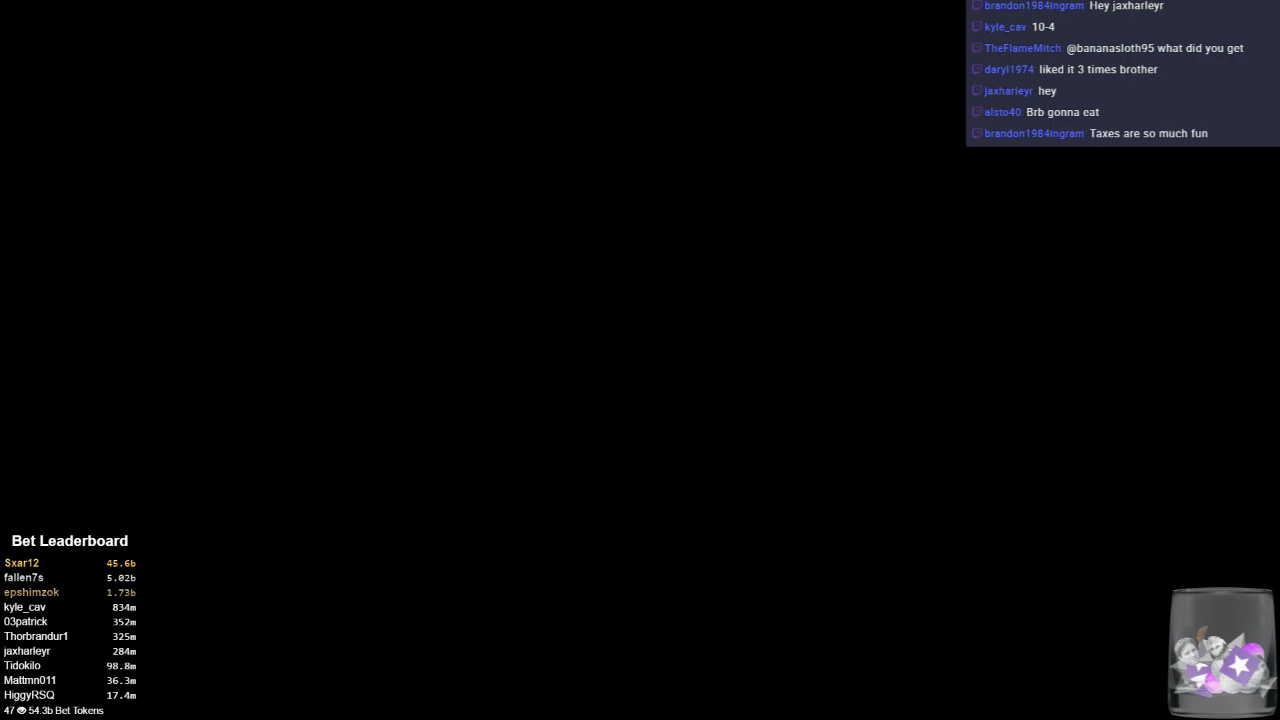 brandon1984ingram Hey jaxharleyr
kyle_cav 10-4
TheFlameMitch @bananasloth95 what did you get
daryl1974 liked it 3 times brother
jaxharleyr hey
alsto40 Brb gonna eat
brandon1984ingram Taxes are so much fun
Bet Leaderboard
Sxar12 45.6b
fallen7s 5.02b
epshimzok 1.73b
kyle_cav 834m
03patrick 352m
Thorbrandur1 325m
jaxharleyr 284m
Tidokilo 98.8m
Mattmn011 36.3m
HiggyRSQ 17.4m
47 54.3b Bet Tokens